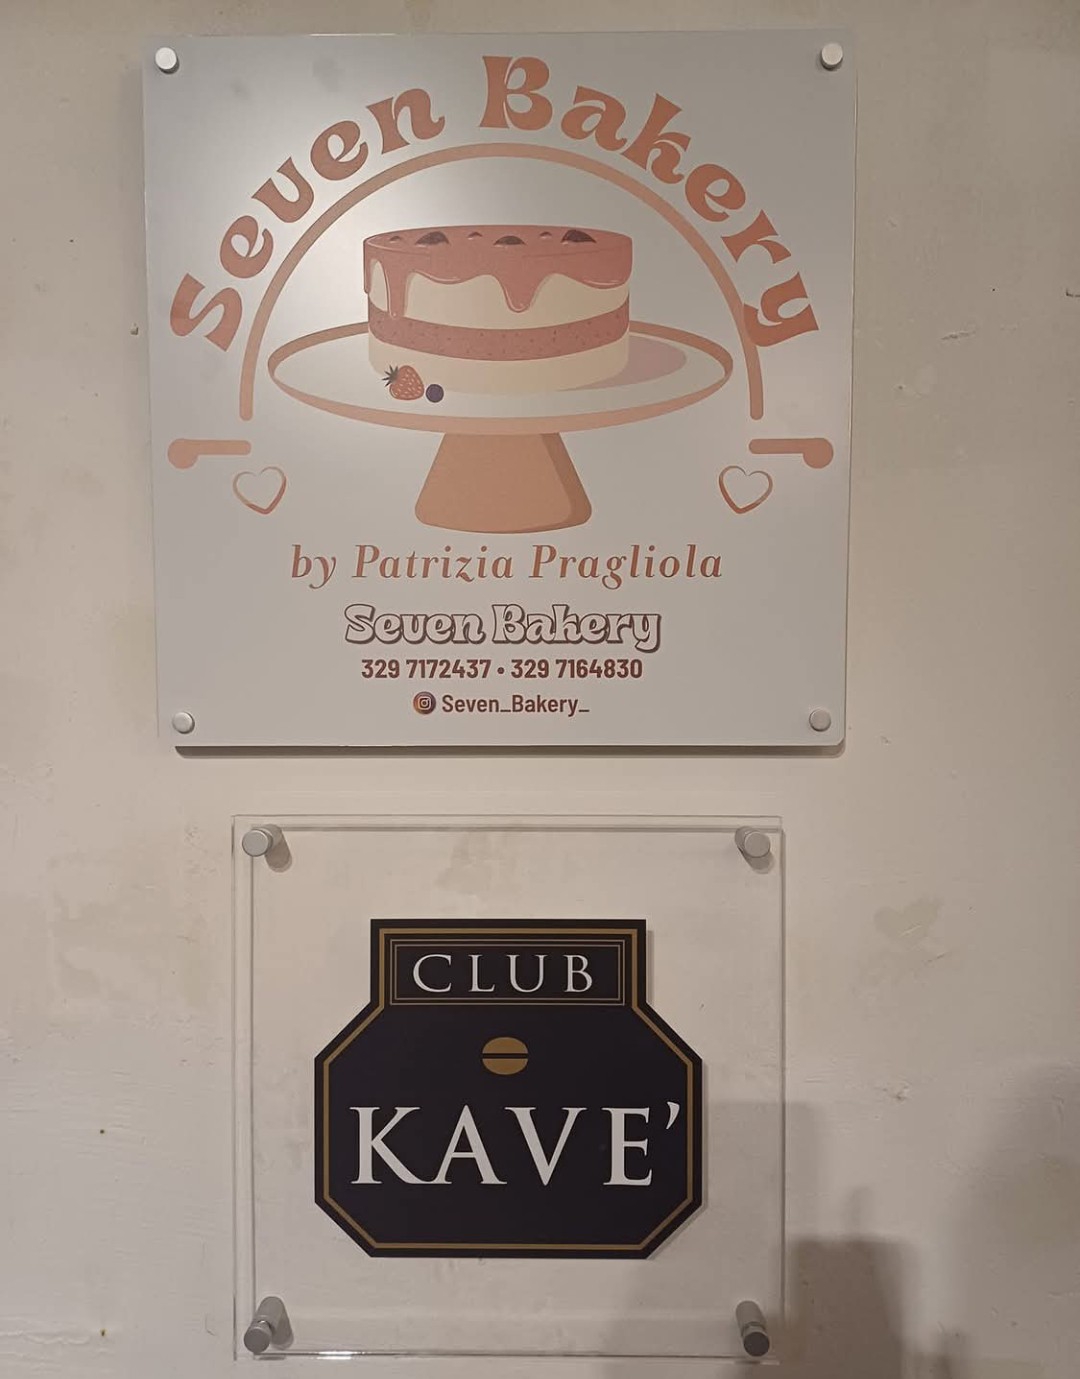 Seven Bakery
by Patrizia Pragliola
Seven Bakery
329 7172437 • 329 7164830
Seven_Bakery_
CLUB
KAVE'